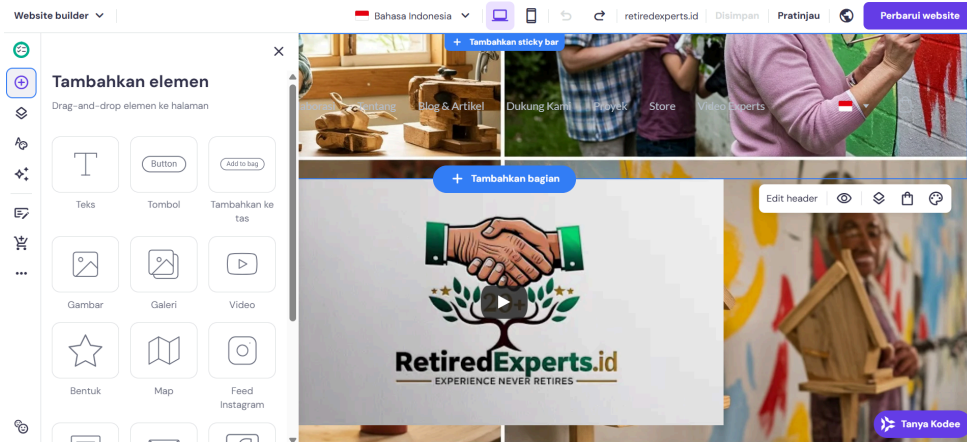 Website builder
Bahasa Indonesia
retiredexperts.id
Disimpan
Pratinjau
Perbarui website
Tambahkan elemen
Drag-and-drop elemen ke halaman
T
Teks
Button
Tombol
Add to bag
Tambahkan ke
tas
Gambar
Galeri
Video
Bentuk
Map
Feed
Instagram
Tambahkan sticky bar
Tentang
Blog & Artikel
Dukung Kami
Proyek
Store
Video Experts
Tambahkan bagian
Edit header
RetiredExperts.id
EXPERIENCE NEVER RETIRES
Tanya Kodee